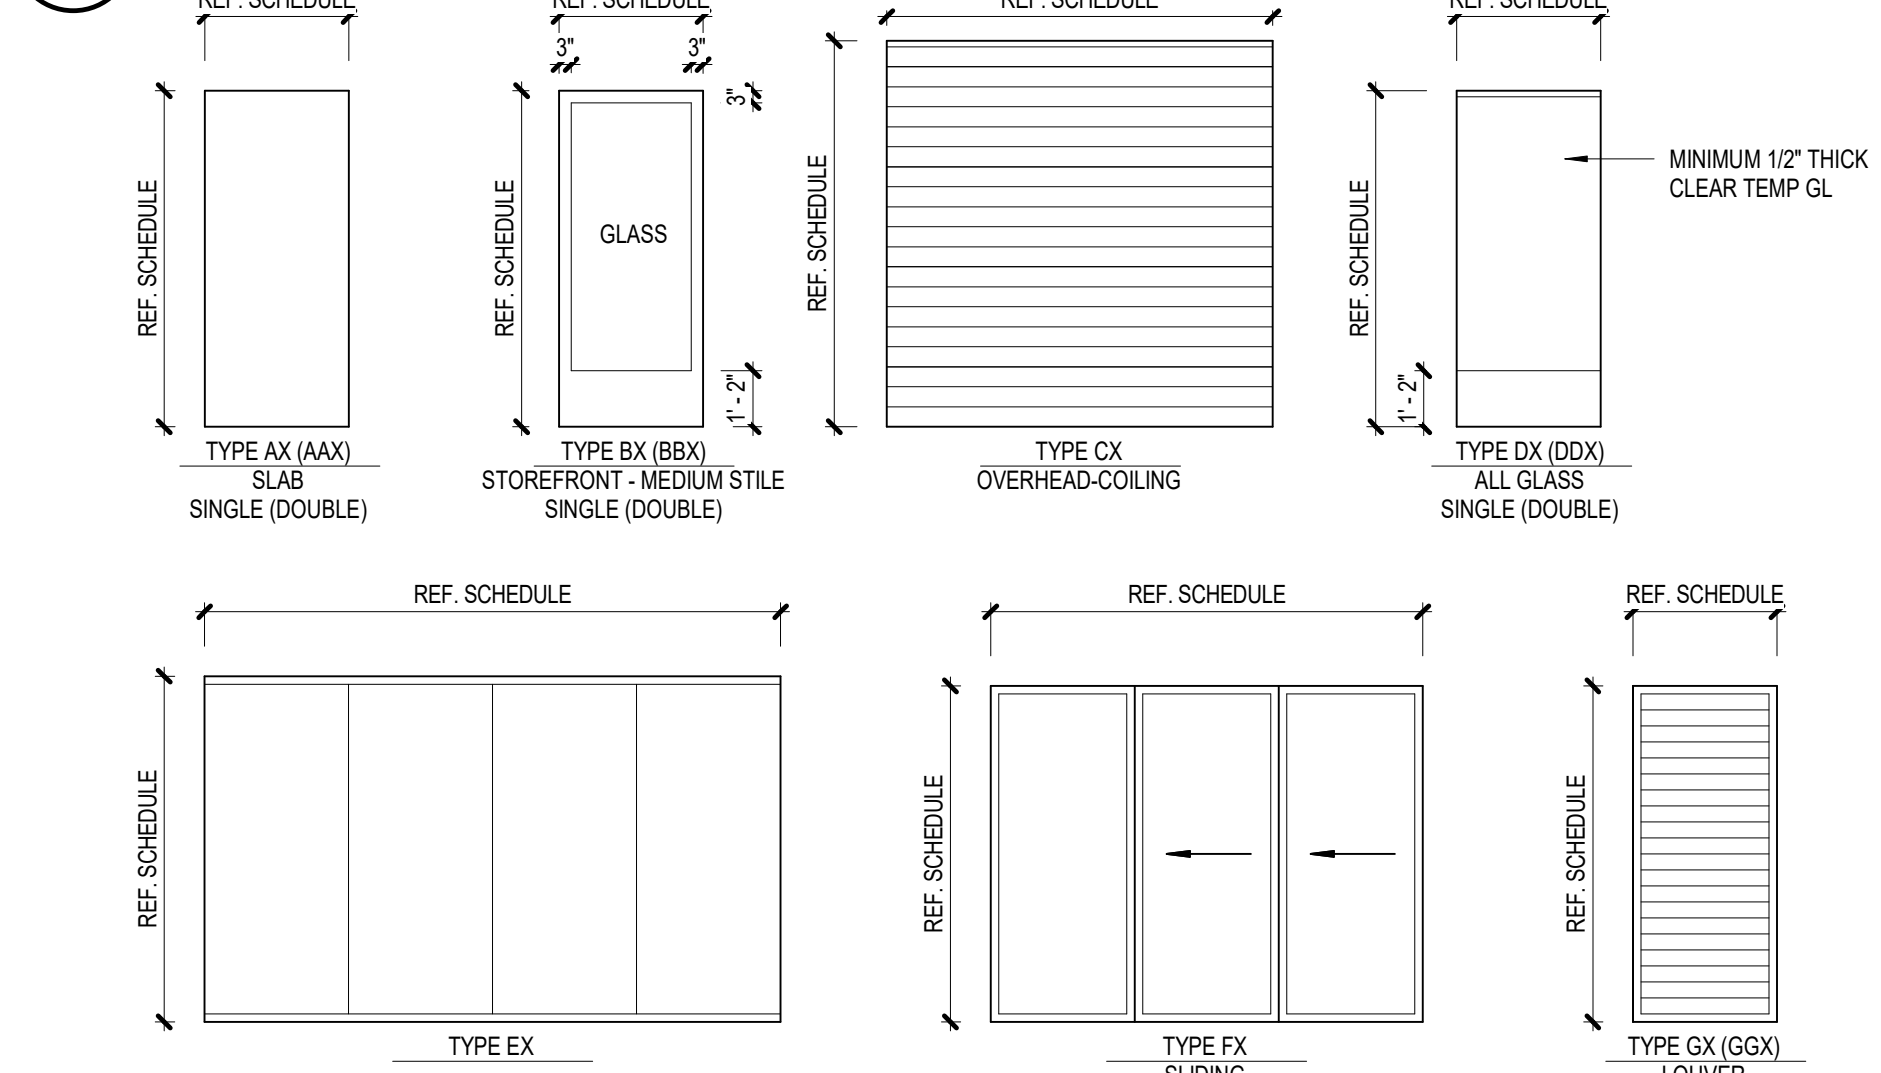 REF. SCHEDULE
REF. SCHEDULE
REF. SCHEDULE
REF. SCHEDULE
3"
3"
3"
REF. SCHEDULE
REF. SCHEDULE
GLASS
1' - 2"
REF. SCHEDULE
REF. SCHEDULE
1' - 2"
MINIMUM 1/2" THICK
CLEAR TEMP GL
TYPE AX (AAX)
SLAB
SINGLE (DOUBLE)
TYPE BX (BBX)
STOREFRONT - MEDIUM STILE
SINGLE (DOUBLE)
TYPE CX
OVERHEAD-COILING
TYPE DX (DDX)
ALL GLASS
SINGLE (DOUBLE)
REF. SCHEDULE
REF. SCHEDULE
REF. SCHEDULE
REF. SCHEDULE
REF. SCHEDULE
REF. SCHEDULE
TYPE EX
TYPE FX
SLIDING
TYPE GX (GGX)
LOUVER